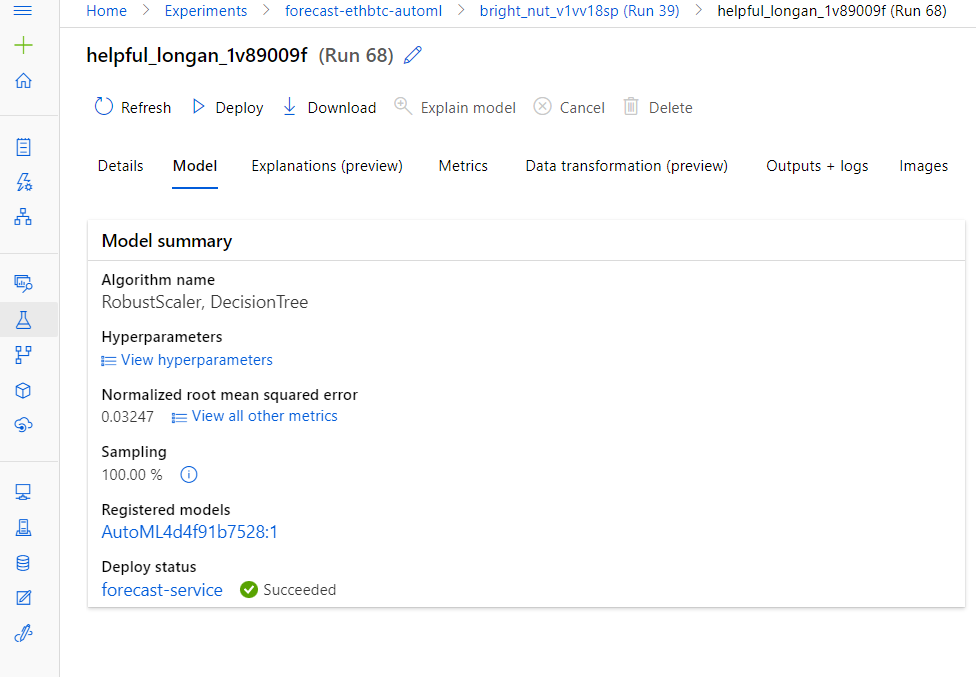 Home > Experiments > forecast-ethbtc-automl > bright_nut_v1vv18sp (Run 39) > helpful_longan_1v89009f (Run 68)
helpful_longan_1v89009f (Run 68)
Refresh Deploy Download Explain model Cancel Delete
Details Model Explanations (preview) Metrics Data transformation (preview) Outputs + logs Images
Model summary
Algorithm name
RobustScaler, DecisionTree
Hyperparameters
View hyperparameters
Normalized root mean squared error
0.03247 View all other metrics
Sampling
100.00 %
Registered models
AutoML4d4f91b7528:1
Deploy status
forecast-service Succeeded